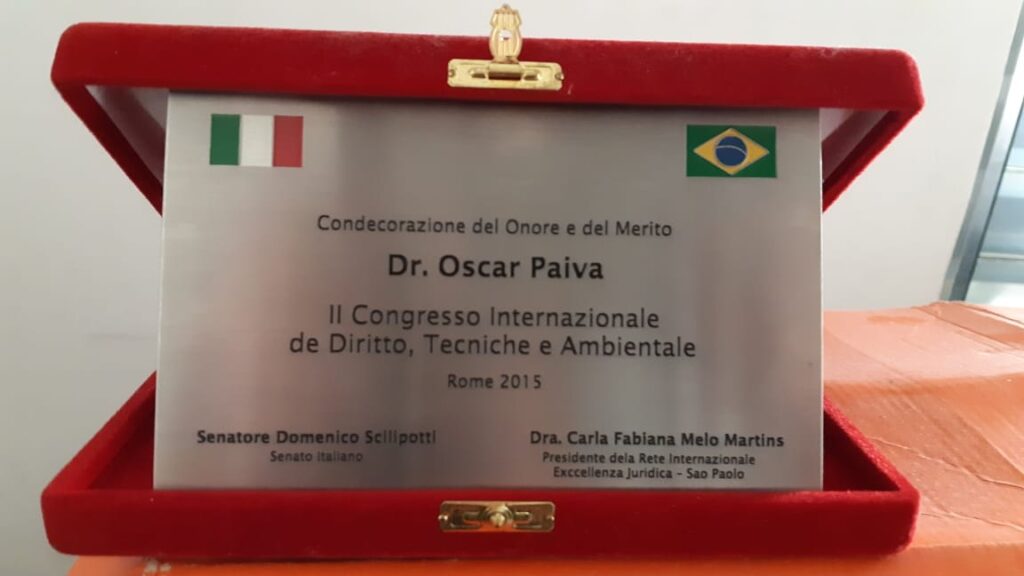 Condecorazione del Onore e del Merito
Dr. Oscar Paiva
II Congresso Internazionale
de Diritto, Tecniche e Ambientale
Rome 2015
Senatore Domenico Scilipotti
Senato Italiano
Dra. Carla Fabiana Melo Martins
Presidente dela Rete Internazionale
Exccellenza Juridica - Sao Paolo